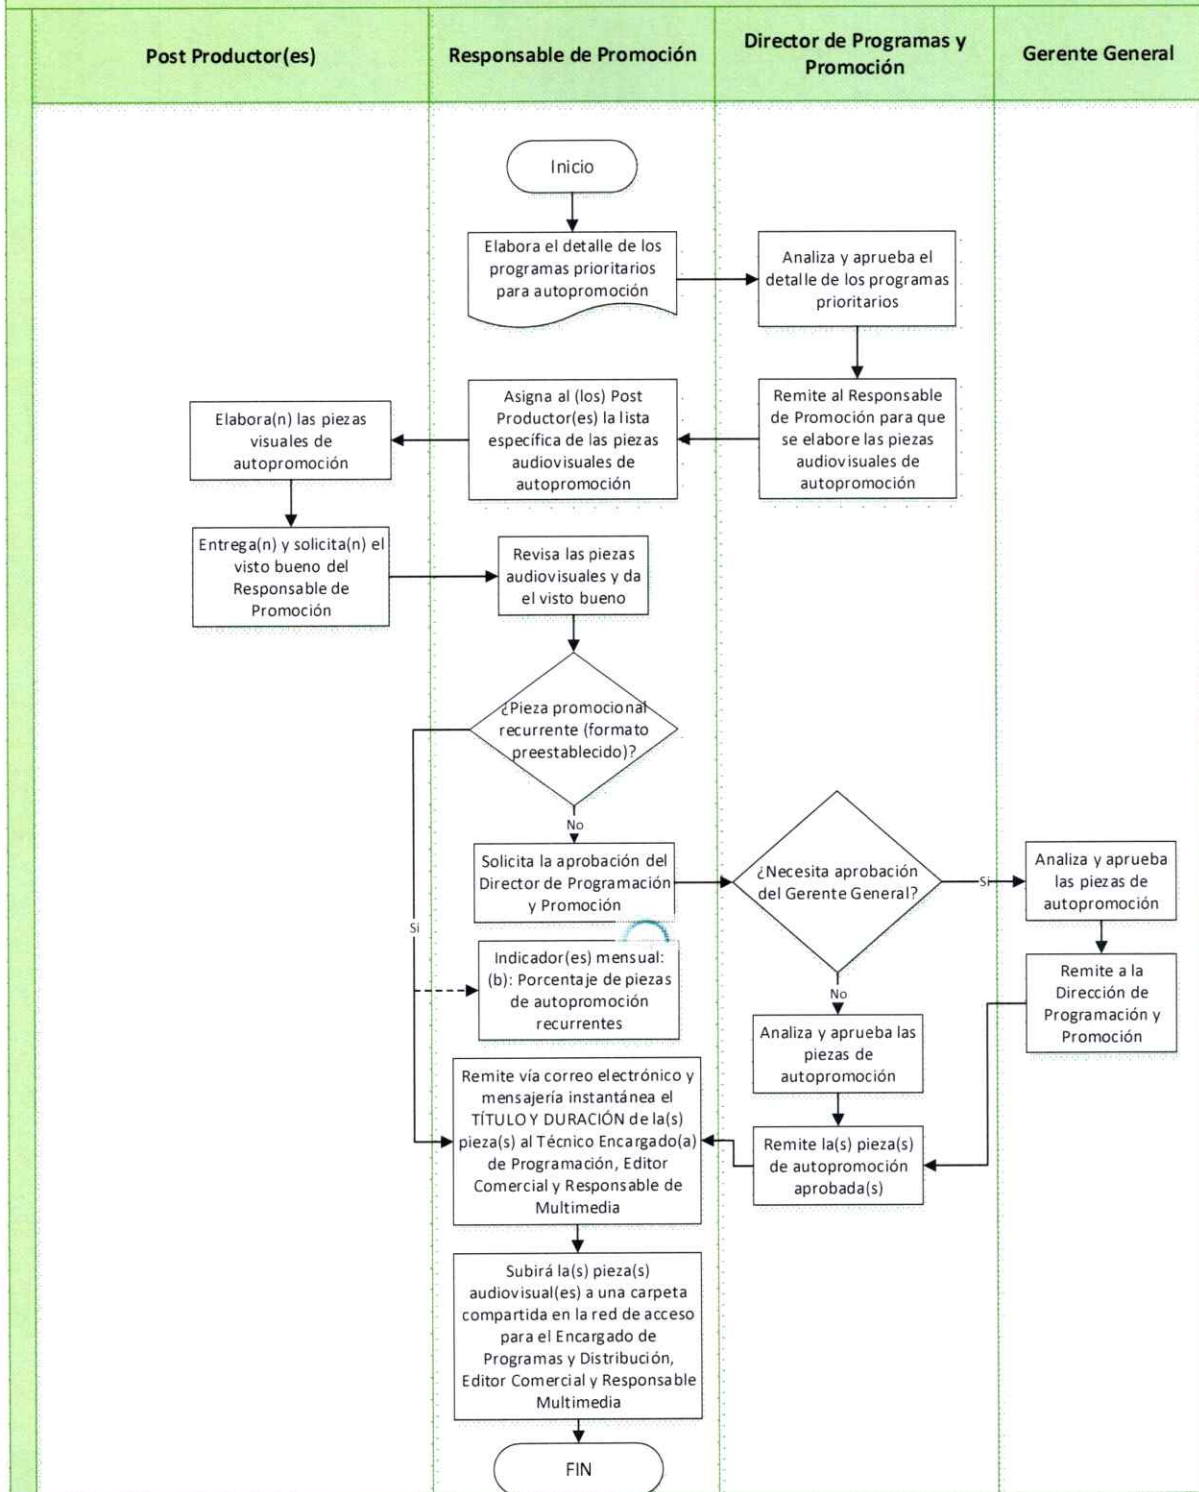 Post Productor(es)
Responsable de Promoción
Director de Programas y
Promoción
Gerente General
Inicio
Elabora el detalle de los
programas prioritarios
para autopromoción
Analiza y aprueba el
detalle de los programas
prioritarios
Remite al Responsable
de Promoción para que
se elabore las piezas
audiovisuales de
autopromoción
Asigna al (los) Post
Productor(es) la lista
específica de las piezas
audiovisuales de
autopromoción
Elabora(n) las piezas
visuales de
autopromoción
Entrega(n) y solicita(n) el
visto bueno del
Responsable de
Promoción
Revisa las piezas
audiovisuales y da
el visto bueno
¿Pieza promocional
recurrente (formato
preestablecido)?
No
Solicita la aprobación del
Director de Programación
y Promoción
¿Necesita aprobación
del Gerente General?
Si
Analiza y aprueba
las piezas de
autopromoción
Remite a la
Dirección de
Programación y
Promoción
Si
Indicador(es) mensual:
(b): Porcentaje de piezas
de autopromoción
recurrentes
No
Analiza y aprueba las
piezas de
autopromoción
Remite la(s) pieza(s)
de autopromoción
aprobada(s)
Remite vía correo electrónico y
mensajería instantánea el
TÍTULO Y DURACIÓN de la(s)
pieza(s) al Técnico Encargado(a)
de Programación, Editor
Comercial y Responsable de
Multimedia
Subirá la(s) pieza(s)
audiovisual(es) a una carpeta
compartida en la red de acceso
para el Encargado de
Programas y Distribución,
Editor Comercial y Responsable
Multimedia
FIN